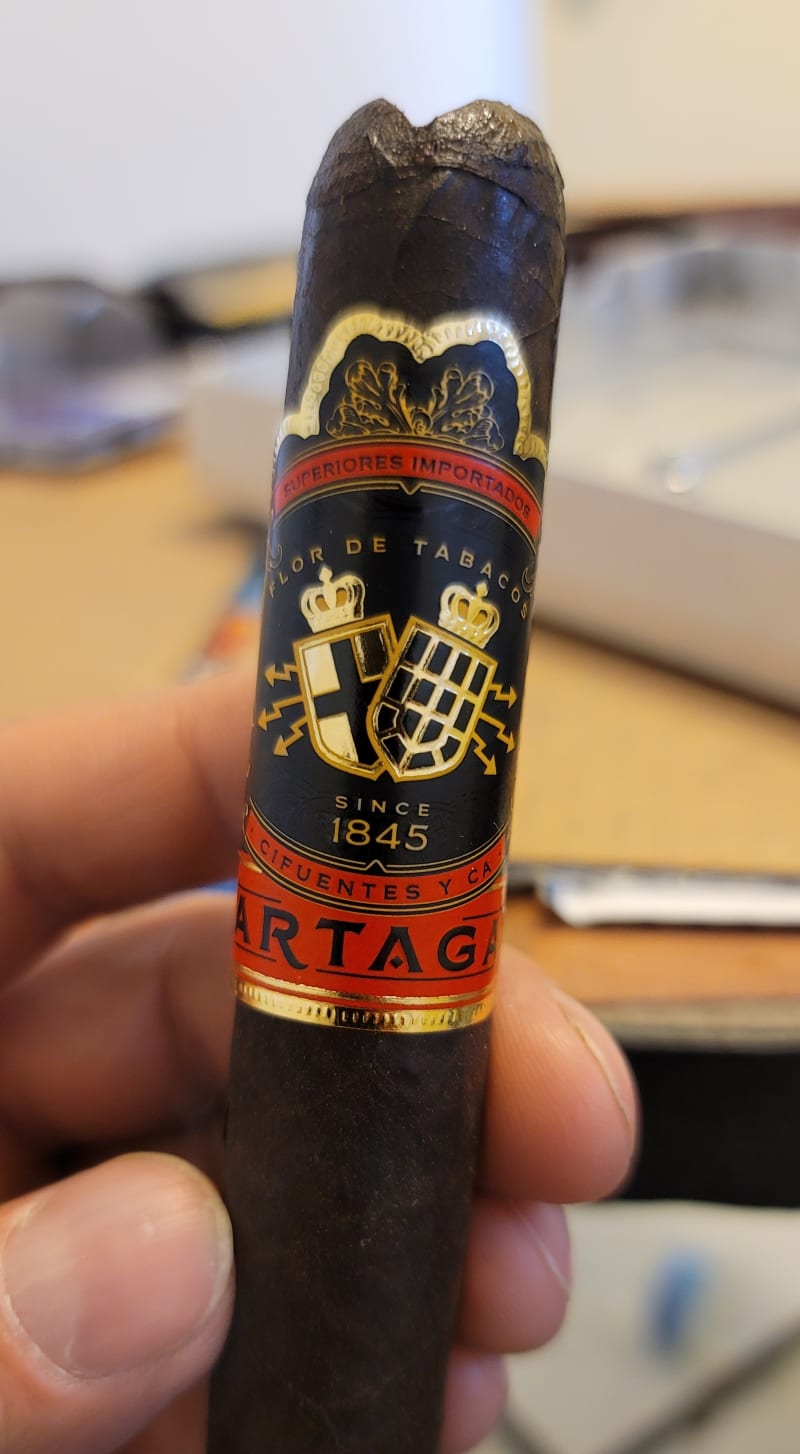 SUPERIORES IMPORTADOS
FLOR DE TABACOS
SINCE
1845
CIFUENTES Y CA
ARTAGA